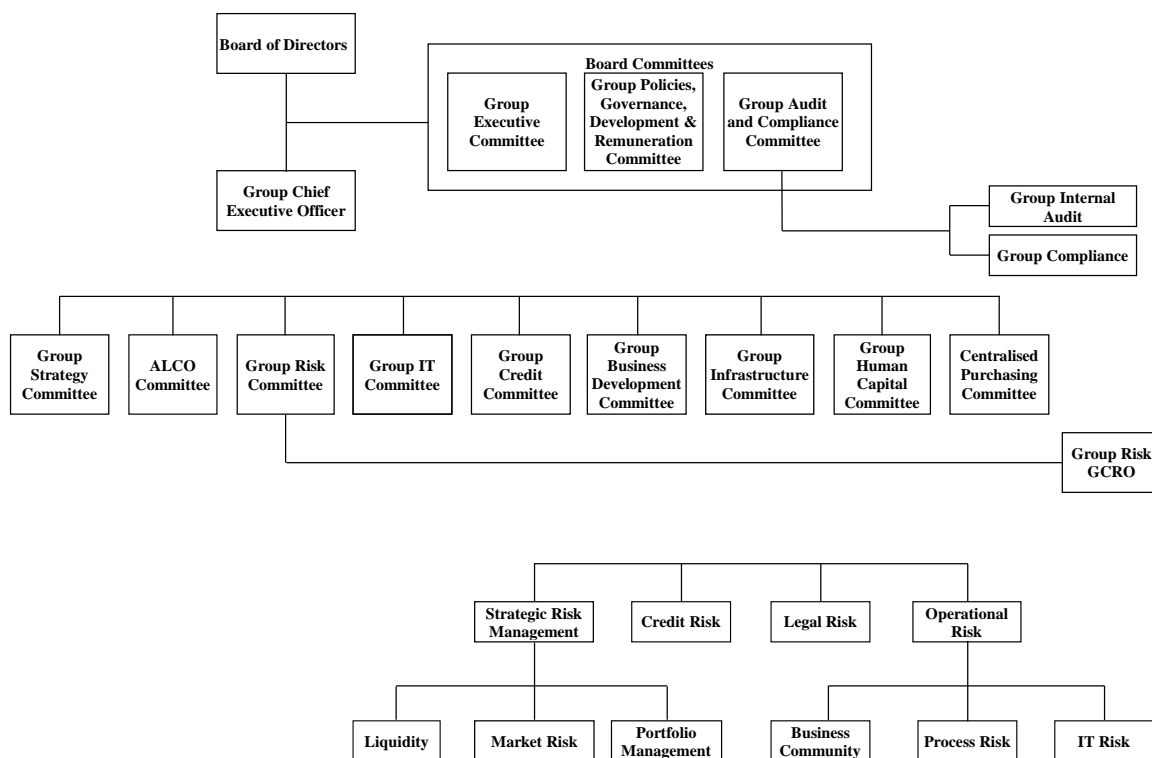 Board of Directors
Board Committees
Group
Executive
Committee
Group Policies,
Governance,
Development &
Remuneration
Committee
Group Audit
and Compliance
Committee
Group Chief
Executive Officer
Group Internal
Audit
Group Compliance
Group
Strategy
Committee
ALCO
Committee
Group Risk
Committee
Group IT
Committee
Group
Credit
Committee
Group
Business
Development
Committee
Group
Infrastructure
Committee
Group
Human
Capital
Committee
Centralised
Purchasing
Committee
Group Risk
GCRO
Strategic Risk
Management
Credit Risk
Legal Risk
Operational
Risk
Liquidity
Market Risk
Portfolio
Management
Business
Community
Process Risk
IT Risk